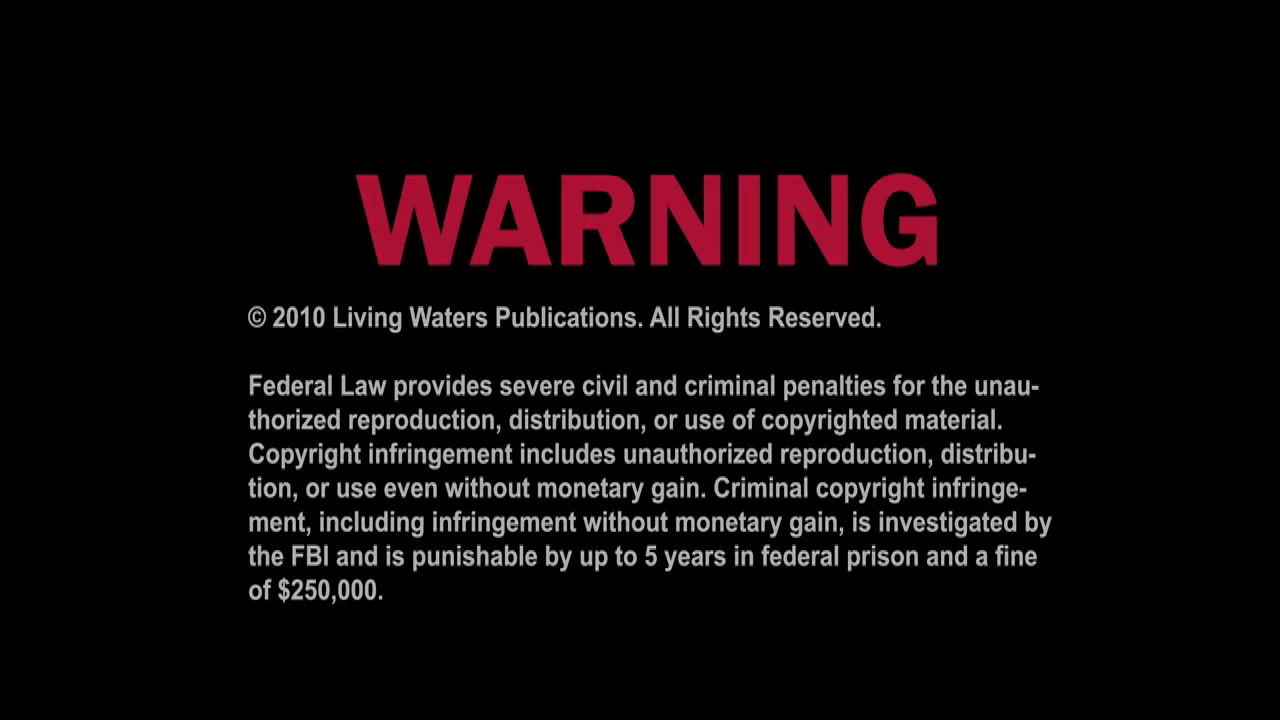 WARNING
© 2010 Living Waters Publications. All Rights Reserved.
Federal Law provides severe civil and criminal penalties for the unau-
thorized reproduction, distribution, or use of copyrighted material.
Copyright infringement includes unauthorized reproduction, distribu-
tion, or use even without monetary gain. Criminal copyright infringe-
ment, including infringement without monetary gain, is investigated by
the FBI and is punishable by up to 5 years in federal prison and a fine
of $250,000.